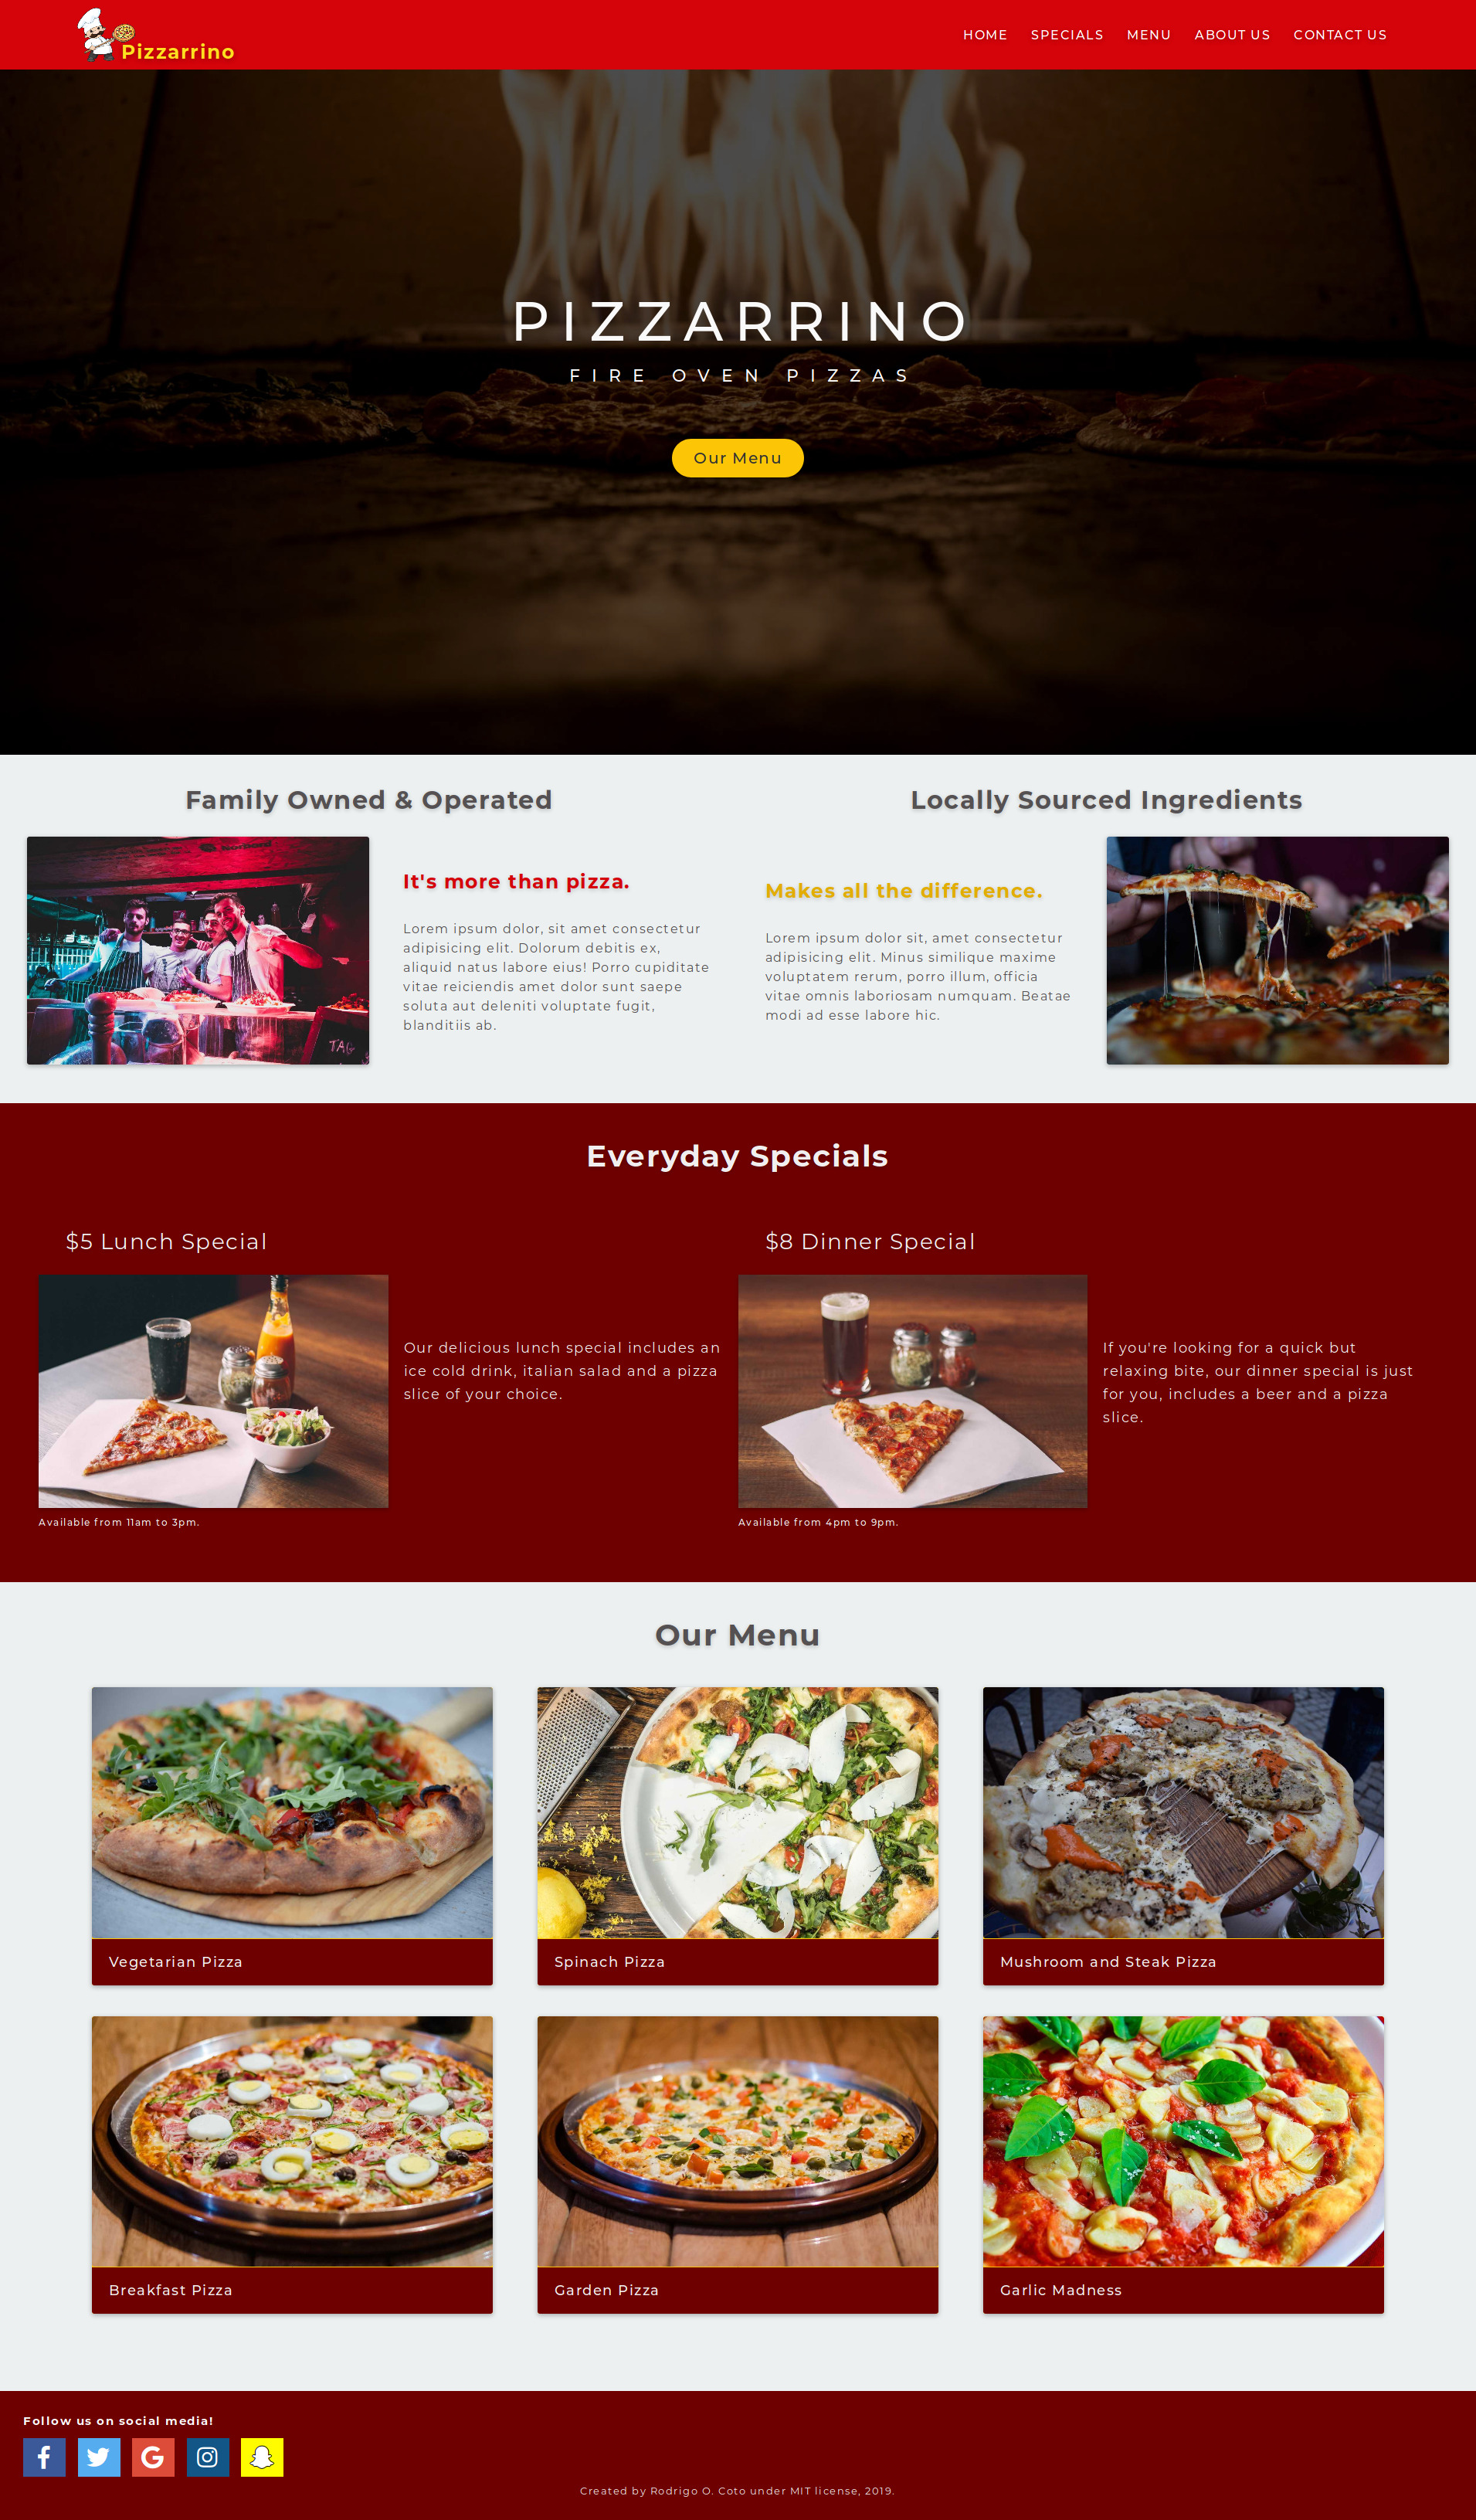 Pizzarrino
HOME SPECIALS MENU ABOUT US CONTACT US
PIZZARRINO
FIRE OVEN PIZZAS
Our Menu
Family Owned & Operated
It's more than pizza.
Lorem ipsum dolor, sit amet consectetur
adipisicing elit. Dolorum debitis ex,
aliquid natus labore eius! Porro cupiditate
vitae reiciendis amet dolor sunt saepe
soluta aut deleniti voluptate fugit,
blanditiis ab.
TAG
Locally Sourced Ingredients
Makes all the difference.
Lorem ipsum dolor sit, amet consectetur
adipisicing elit. Minus similique maxime
voluptatem rerum, porro illum, officia
vitae omnis laboriosam numquam. Beatae
modi ad esse labore hic.
Everyday Specials
$5 Lunch Special
Our delicious lunch special includes an
ice cold drink, italian salad and a pizza
slice of your choice.
Available from 11am to 3pm.
$8 Dinner Special
If you're looking for a quick but
relaxing bite, our dinner special is just
for you, includes a beer and a pizza
slice.
Available from 4pm to 9pm.
Our Menu
Vegetarian Pizza
Spinach Pizza
Mushroom and Steak Pizza
Breakfast Pizza
Garden Pizza
Garlic Madness
Follow us on social media!
Created by Rodrigo O. Coto under MIT license, 2019.